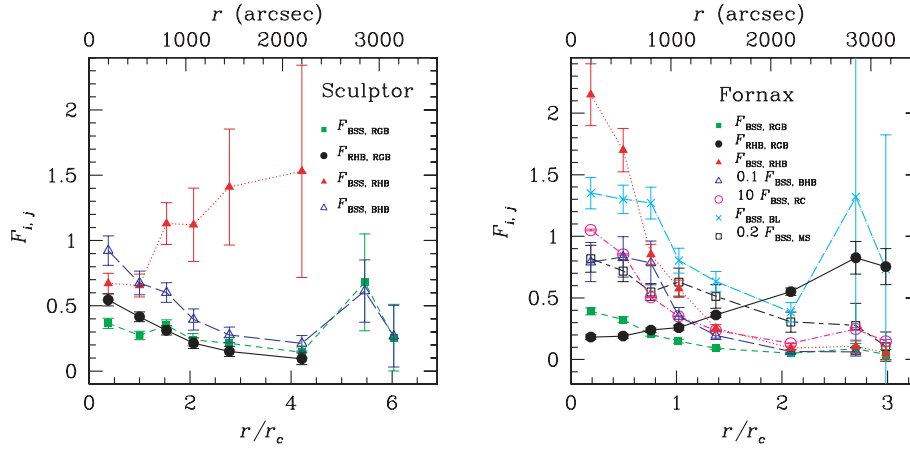 r (arcsec)
0 1000 2000 3000
Sculptor
F_BSS, RGB
F_RHB, RGB
F_BSS, RHB
F_BSS, BHB
F_i,j
2
1.5
1
0.5
0
0 2 4 6
r/r_c
r (arcsec)
0 1000 2000 3000
Fornax
F_BSS, RGB
F_RHB, RGB
F_BSS, RHB
0.1 F_BSS, BHB
10 F_BSS, RC
F_BSS, BL
0.2 F_BSS, MS
F_i,j
2
1.5
1
0.5
0
0 1 2 3
r/r_c